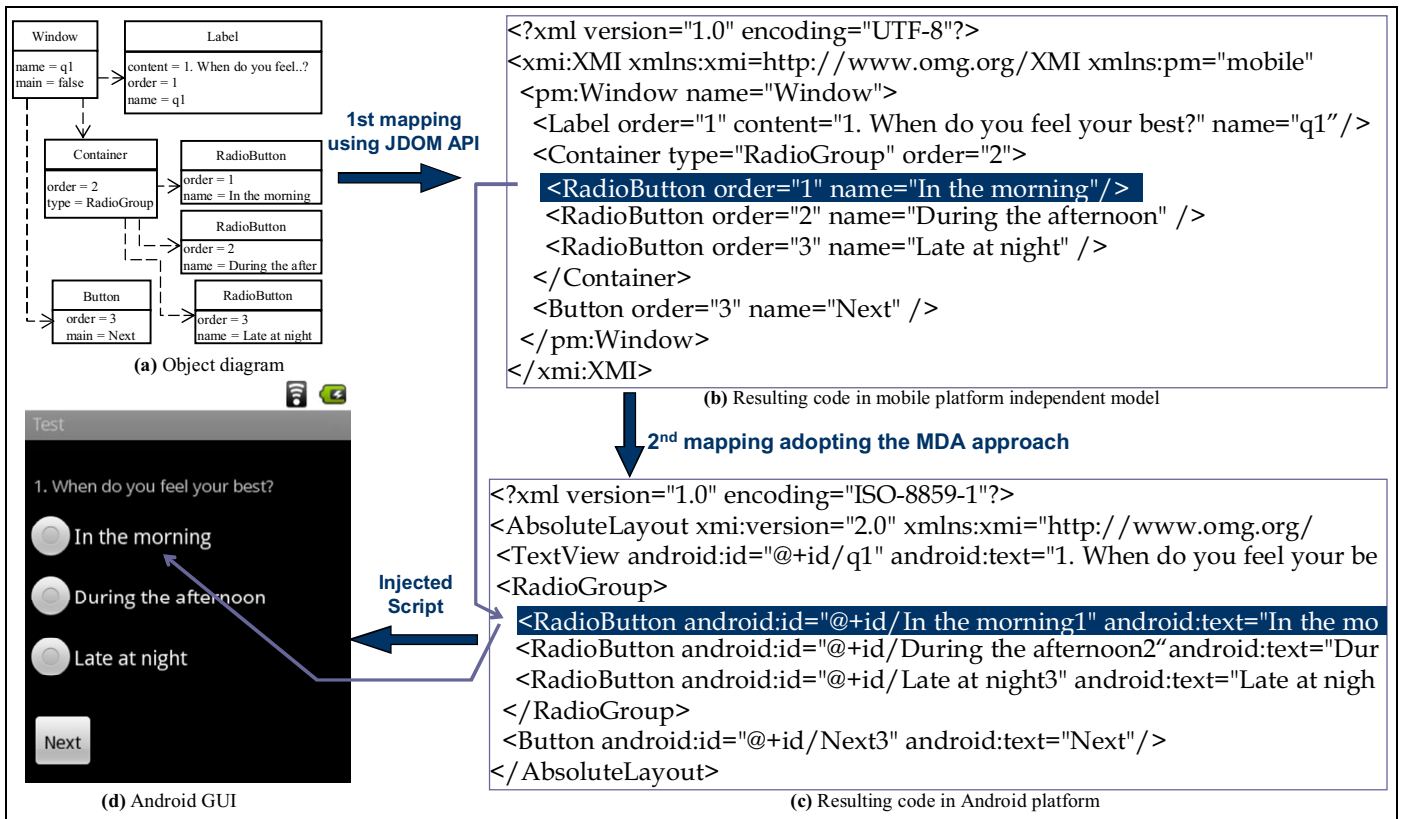 Window
name = q1
main = false
Label
content = 1. When do you feel..?
order = 1
name = q1
Container
order = 2
type = RadioGroup
RadioButton
order = 1
name = In the morning
RadioButton
order = 2
name = During the after
Button
order = 3
main = Next
RadioButton
order = 3
name = Late at night
(a) Object diagram
1st mapping
using JDOM API
<?xml version="1.0" encoding="UTF-8"?>
<xmi:XMI xmlns:xmi=http://www.omg.org/XMI xmlns:pm="mobile"
<pm:Window name="Window">
<Label order="1" content="1. When do you feel your best?" name="q1”/>
<Container type="RadioGroup" order="2">
<RadioButton order="1" name="In the morning"/>
<RadioButton order="2" name="During the afternoon" />
<RadioButton order="3" name="Late at night" />
</Container>
<Button order="3" name="Next" />
</pm:Window>
</xmi:XMI>
(b) Resulting code in mobile platform independent model
2nd mapping adopting the MDA approach
<?xml version="1.0" encoding="ISO-8859-1"?>
<AbsoluteLayout xmi:version="2.0" xmlns:xmi="http://www.omg.org/
<TextView android:id="@+id/q1" android:text="1. When do you feel your be
<RadioGroup>
<RadioButton android:id="@+id/In the morning1" android:text="In the mo
<RadioButton android:id="@+id/During the afternoon2“android:text="Dur
<RadioButton android:id="@+id/Late at night3" android:text="Late at nigh
</RadioGroup>
<Button android:id="@+id/Next3" android:text="Next"/>
</AbsoluteLayout>
(c) Resulting code in Android platform
Injected
Script
Test
1. When do you feel your best?
In the morning
During the afternoon
Late at night
Next
(d) Android GUI